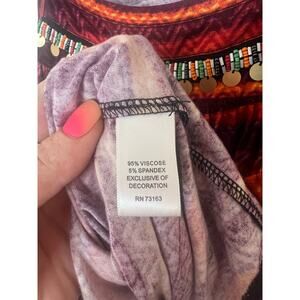 95% VISCOSE
5% SPANDEX
EXCLUSIVE OF
DECORATION
RN 73163